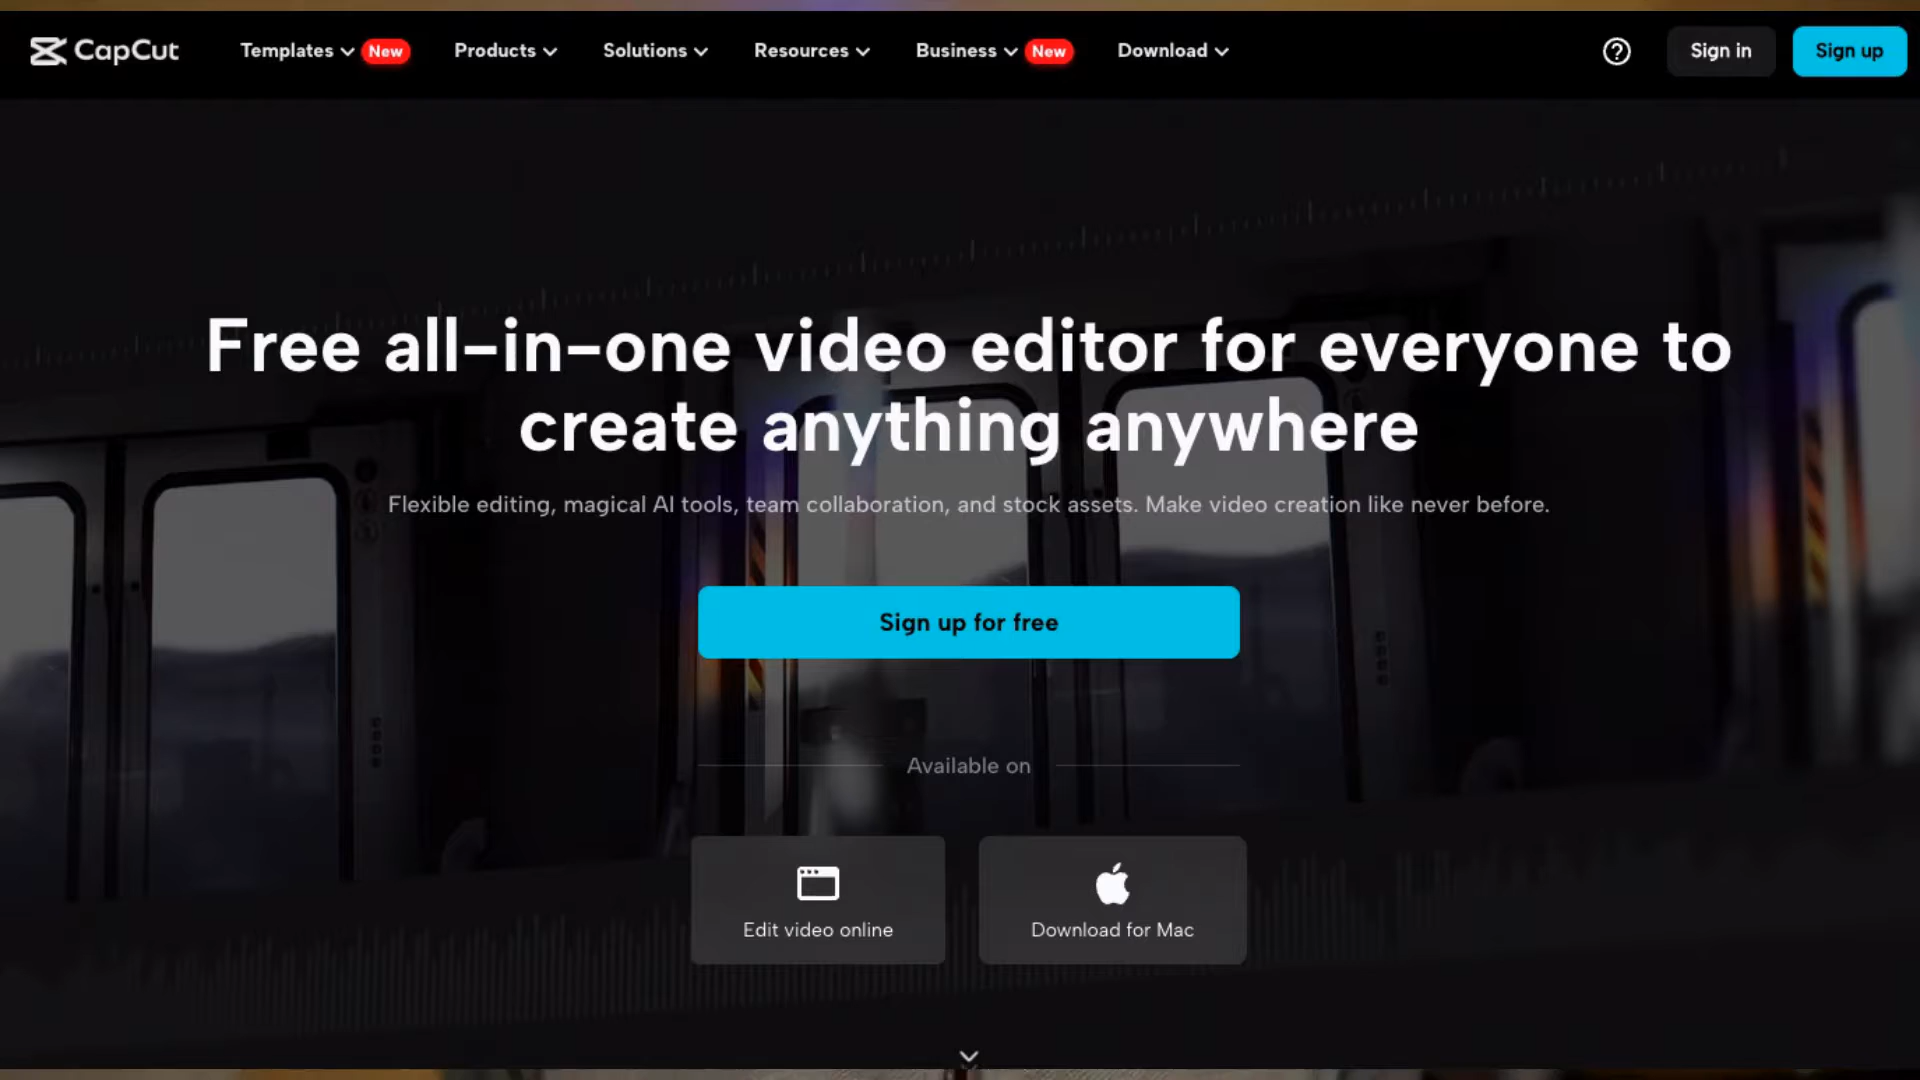 CapCut
Templates New Products Solutions Resources Business New Download Sign in Sign up
Free all-in-one video editor for everyone to
create anything anywhere
Flexible editing, magical AI tools, team collaboration, and stock assets. Make video creation like never before.
Sign up for free
Available on
Edit video online
Download for Mac